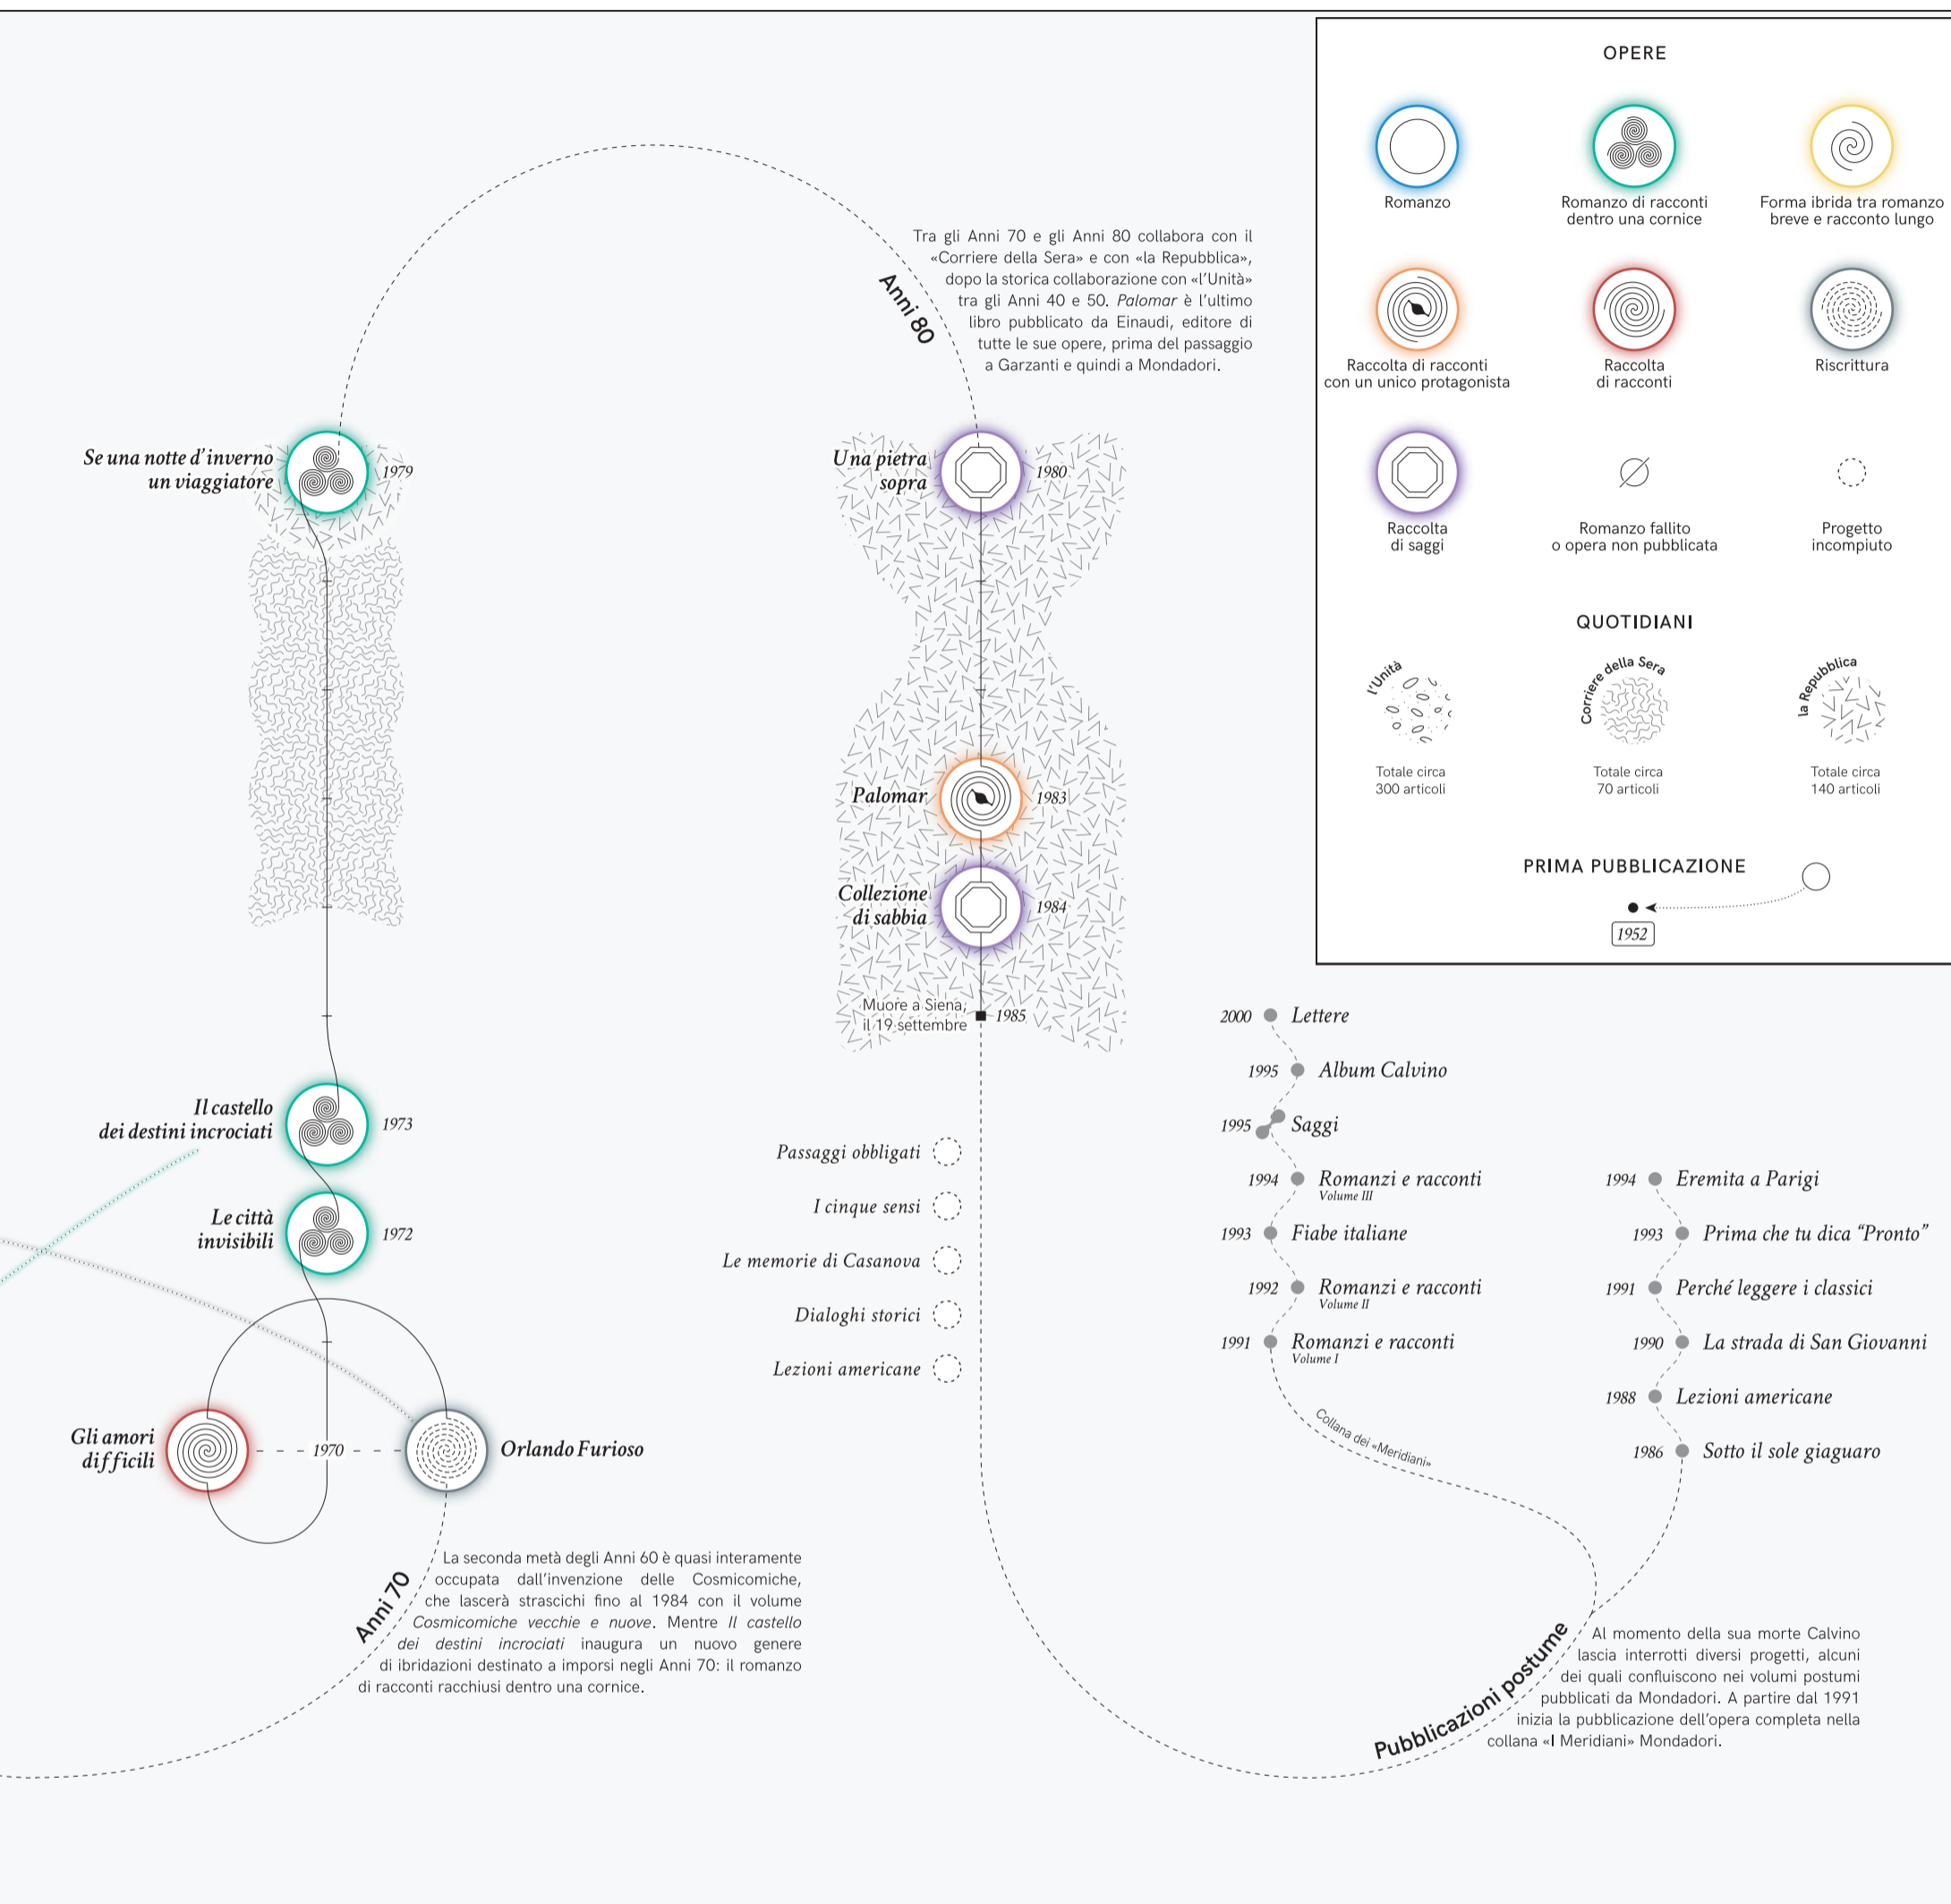 OPERE
Romanzo
Romanzo di racconti
dentro una cornice
Forma ibrida tra romanzo
breve e racconto lungo
Raccolta di racconti
con un unico protagonista
Raccolta
di racconti
Riscrittura
Raccolta
di saggi
Romanzo fallito
o opera non pubblicata
Progetto
incompiuto
QUOTIDIANI
l'Unità
Corriere della Sera
la Repubblica
Totale circa
300 articoli
Totale circa
70 articoli
Totale circa
140 articoli
PRIMA PUBBLICAZIONE
1952
Anni 80
Tra gli Anni 70 e gli Anni 80 collabora con il
«Corriere della Sera» e con «la Repubblica»,
dopo la storica collaborazione con «l'Unità»
tra gli Anni 40 e 50. Palomar è l'ultimo
libro pubblicato da Einaudi, editore di
tutte le sue opere, prima del passaggio
a Garzanti e quindi a Mondadori.
Se una notte d'inverno
un viaggiatore
1979
Il castello
dei destini incrociati
1973
Le città
invisibili
1972
Gli amori
difficili
1970
Orlando Furioso
Anni 70
La seconda metà degli Anni 60 è quasi interamente
occupata dall'invenzione delle Cosmicomiche,
che lascerà strascichi fino al 1984 con il volume
Cosmicomiche vecchie e nuove. Mentre Il castello
dei destini incrociati inaugura un nuovo genere
di ibridazioni destinato a imporsi negli Anni 70: il romanzo
di racconti racchiusi dentro una cornice.
Una pietra
sopra
1980
Palomar
1983
Collezione
di sabbia
1984
Muore a Siena,
il 19 settembre
1985
Passaggi obbligati
I cinque sensi
Le memorie di Casanova
Dialoghi storici
Lezioni americane
2000 Lettere
1995 Album Calvino
1995 Saggi
1994 Romanzi e racconti
Volume III
1993 Fiabe italiane
1992 Romanzi e racconti
Volume II
1991 Romanzi e racconti
Volume I
Collana dei «Meridiani»
1994 Eremita a Parigi
1993 Prima che tu dica “Pronto”
1991 Perché leggere i classici
1990 La strada di San Giovanni
1988 Lezioni americane
1986 Sotto il sole giaguaro
Pubblicazioni postume
Al momento della sua morte Calvino
lascia interrotti diversi progetti, alcuni
dei quali confluiscono nei volumi postumi
pubblicati da Mondadori. A partire dal 1991
inizia la pubblicazione dell'opera completa nella
collana «I Meridiani» Mondadori.